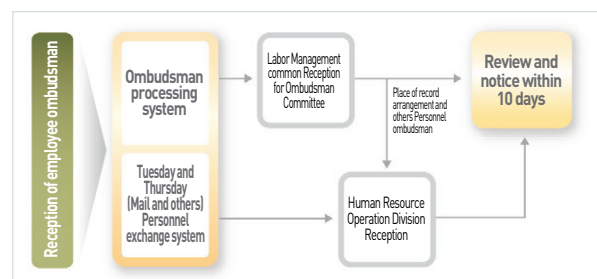 Reception of employee ombudsman
Ombudsman
processing
system
Tuesday and
Thursday
(Mail and others)
Personnel
exchange system
Labor Management
common Reception
for Ombudsman
Committee
Place of record
arrangement and
others Personnel
ombudsman
Human Resource
Operation Division
Reception
Review and
notice within
10 days